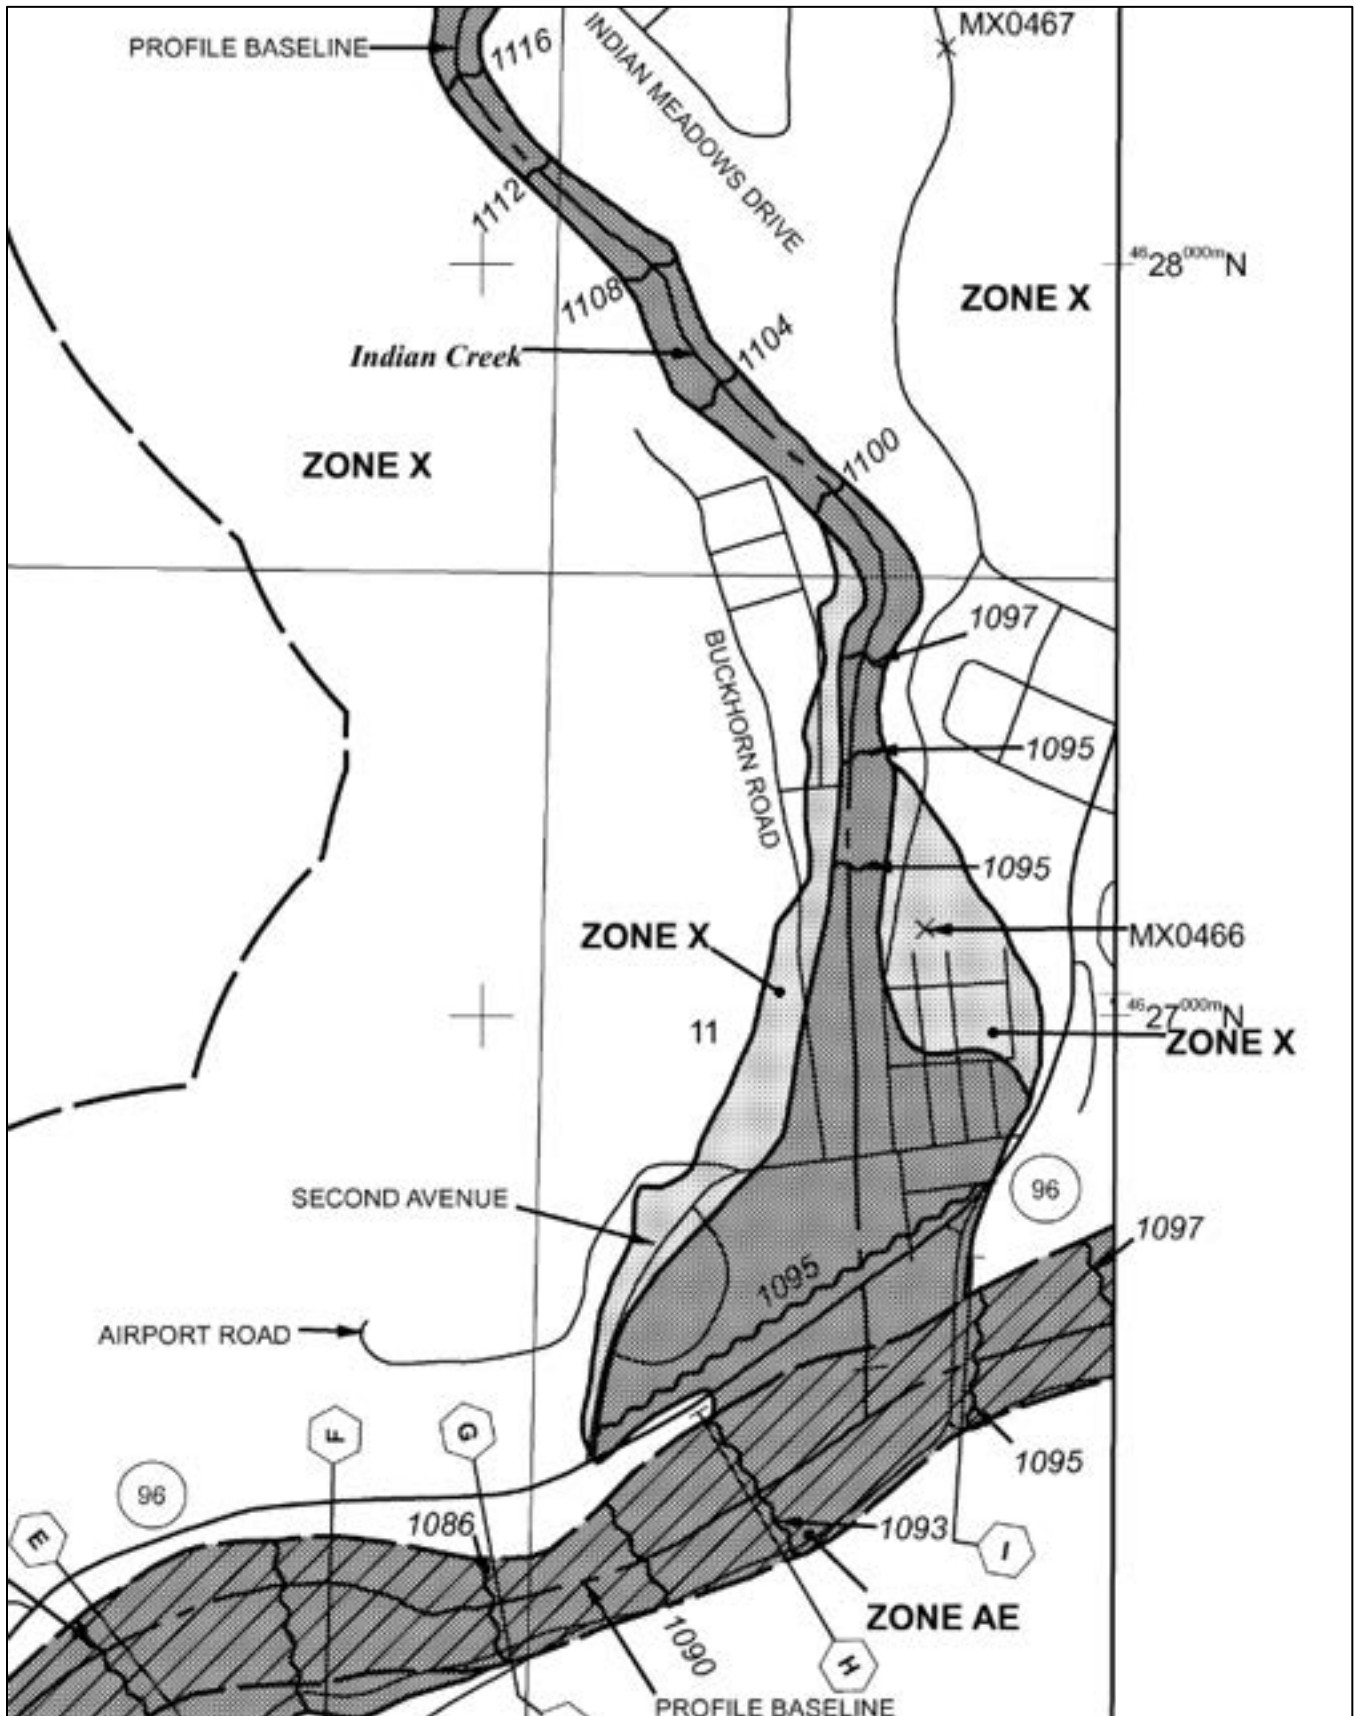 MX0467
PROFILE BASELINE
1116
INDIAN MEADOWS DRIVE
1112
4628000mN
1108
ZONE X
Indian Creek
1104
ZONE X
1100
1097
BUCKHORN ROAD
1095
1095
ZONE X
MX0466
4627000mN
11
ZONE X
SECOND AVENUE
96
1097
1095
AIRPORT ROAD
F
G
1095
96
E
1086
1093
I
ZONE AE
1090
H
PROFILE BASELINE